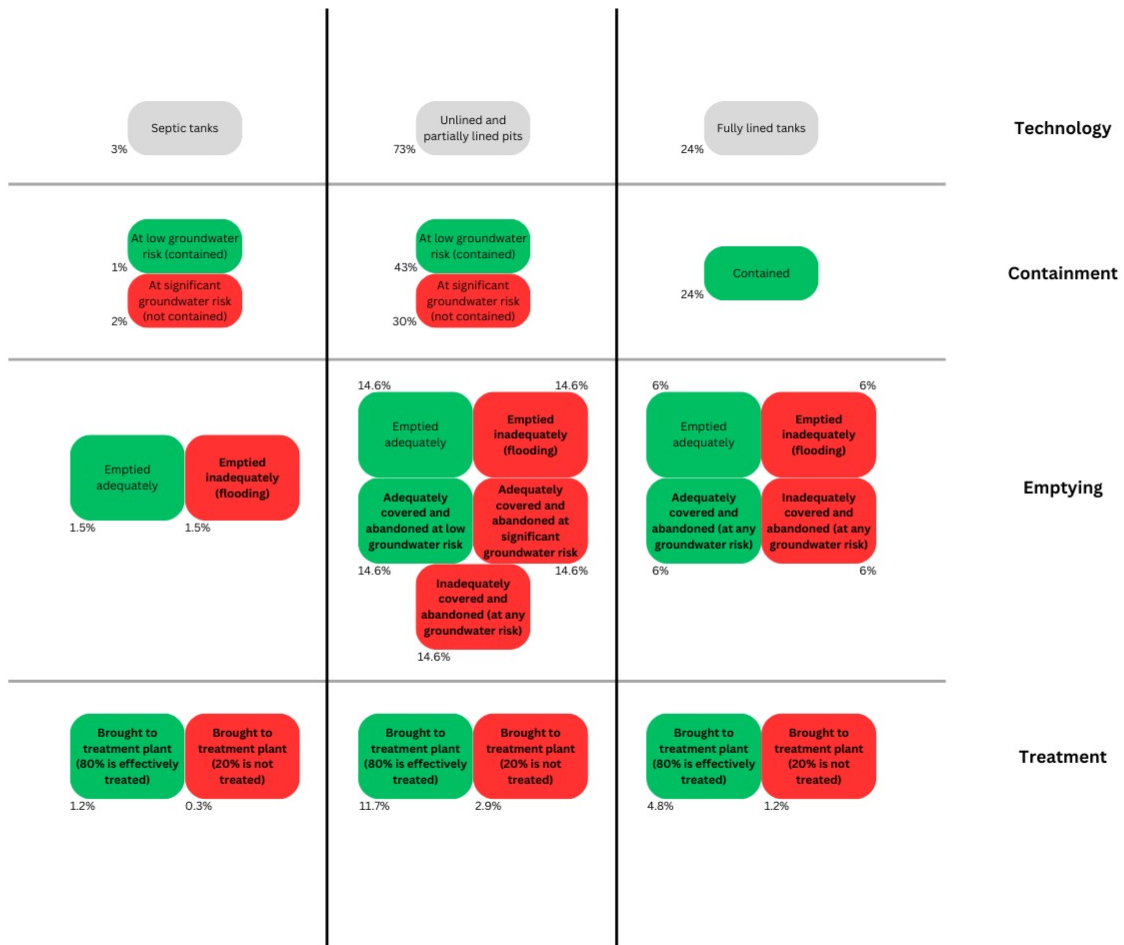 Septic tanks
3%
Unlined and
partially lined pits
73%
Fully lined tanks
24%
Technology
At low groundwater
risk (contained)
1%
At significant
groundwater risk
(not contained)
2%
At low groundwater
risk (contained)
43%
At significant
groundwater risk
(not contained)
30%
Contained
24%
Containment
Emptied
adequately
1.5%
Emptied
inadequately
(flooding)
1.5%
14.6%
Emptied
adequately
14.6%
Emptied
inadequately
(flooding)
Adequately
covered and
abandoned at low
groundwater risk
14.6%
Adequately
covered and
abandoned at
significant
groundwater risk
14.6%
Inadequately
covered and
abandoned (at any
groundwater risk)
14.6%
6%
Emptied
adequately
6%
Emptied
inadequately
(flooding)
Adequately
covered and
abandoned (at any
groundwater risk)
6%
Inadequately
covered and
abandoned (at any
groundwater risk)
6%
Emptying
Brought to
treatment plant
(80% is effectively
treated)
1.2%
Brought to
treatment plant
(20% is not
treated)
0.3%
Brought to
treatment plant
(80% is effectively
treated)
11.7%
Brought to
treatment plant
(20% is not
treated)
2.9%
Brought to
treatment plant
(80% is effectively
treated)
4.8%
Brought to
treatment plant
(20% is not
treated)
1.2%
Treatment